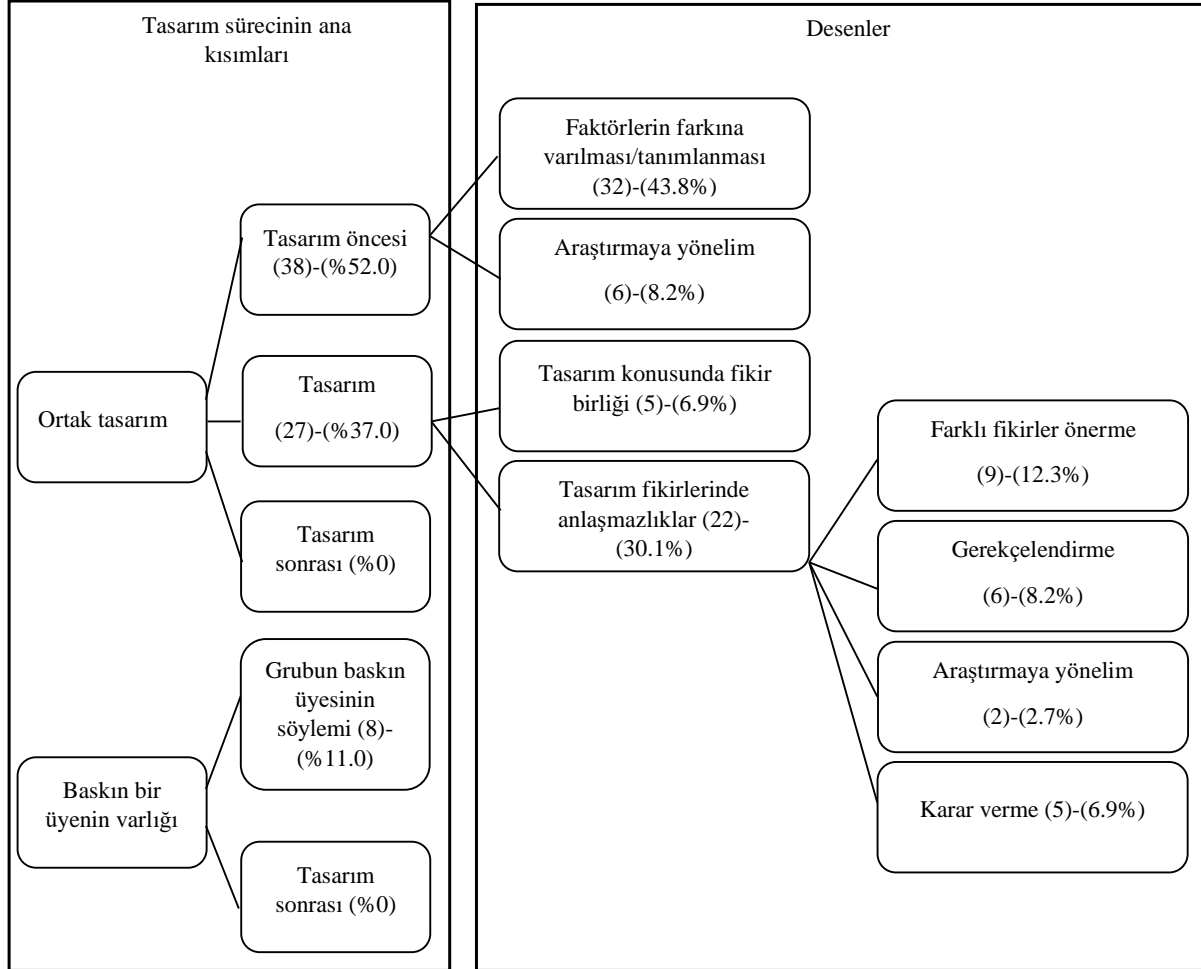 Tasarım sürecinin ana
kısımları
Ortak tasarım
Tasarım öncesi
(38)-(%52.0)
Tasarım
(27)-(%37.0)
Tasarım
sonrası (%0)
Baskın bir
üyenin varlığı
Grubun baskın
üyesinin
söylemi (8)-
(%11.0)
Tasarım
sonrası (%0)
Desenler
Faktörlerin farkına
varılması/tanımlanması
(32)-(43.8%)
Araştırmaya yönelim
(6)-(8.2%)
Tasarım konusunda fikir
birliği (5)-(6.9%)
Tasarım fikirlerinde
anlaşmazlıklar (22)-
(30.1%)
Farklı fikirler önerme
(9)-(12.3%)
Gerekçelendirme
(6)-(8.2%)
Araştırmaya yönelim
(2)-(2.7%)
Karar verme (5)-(6.9%)